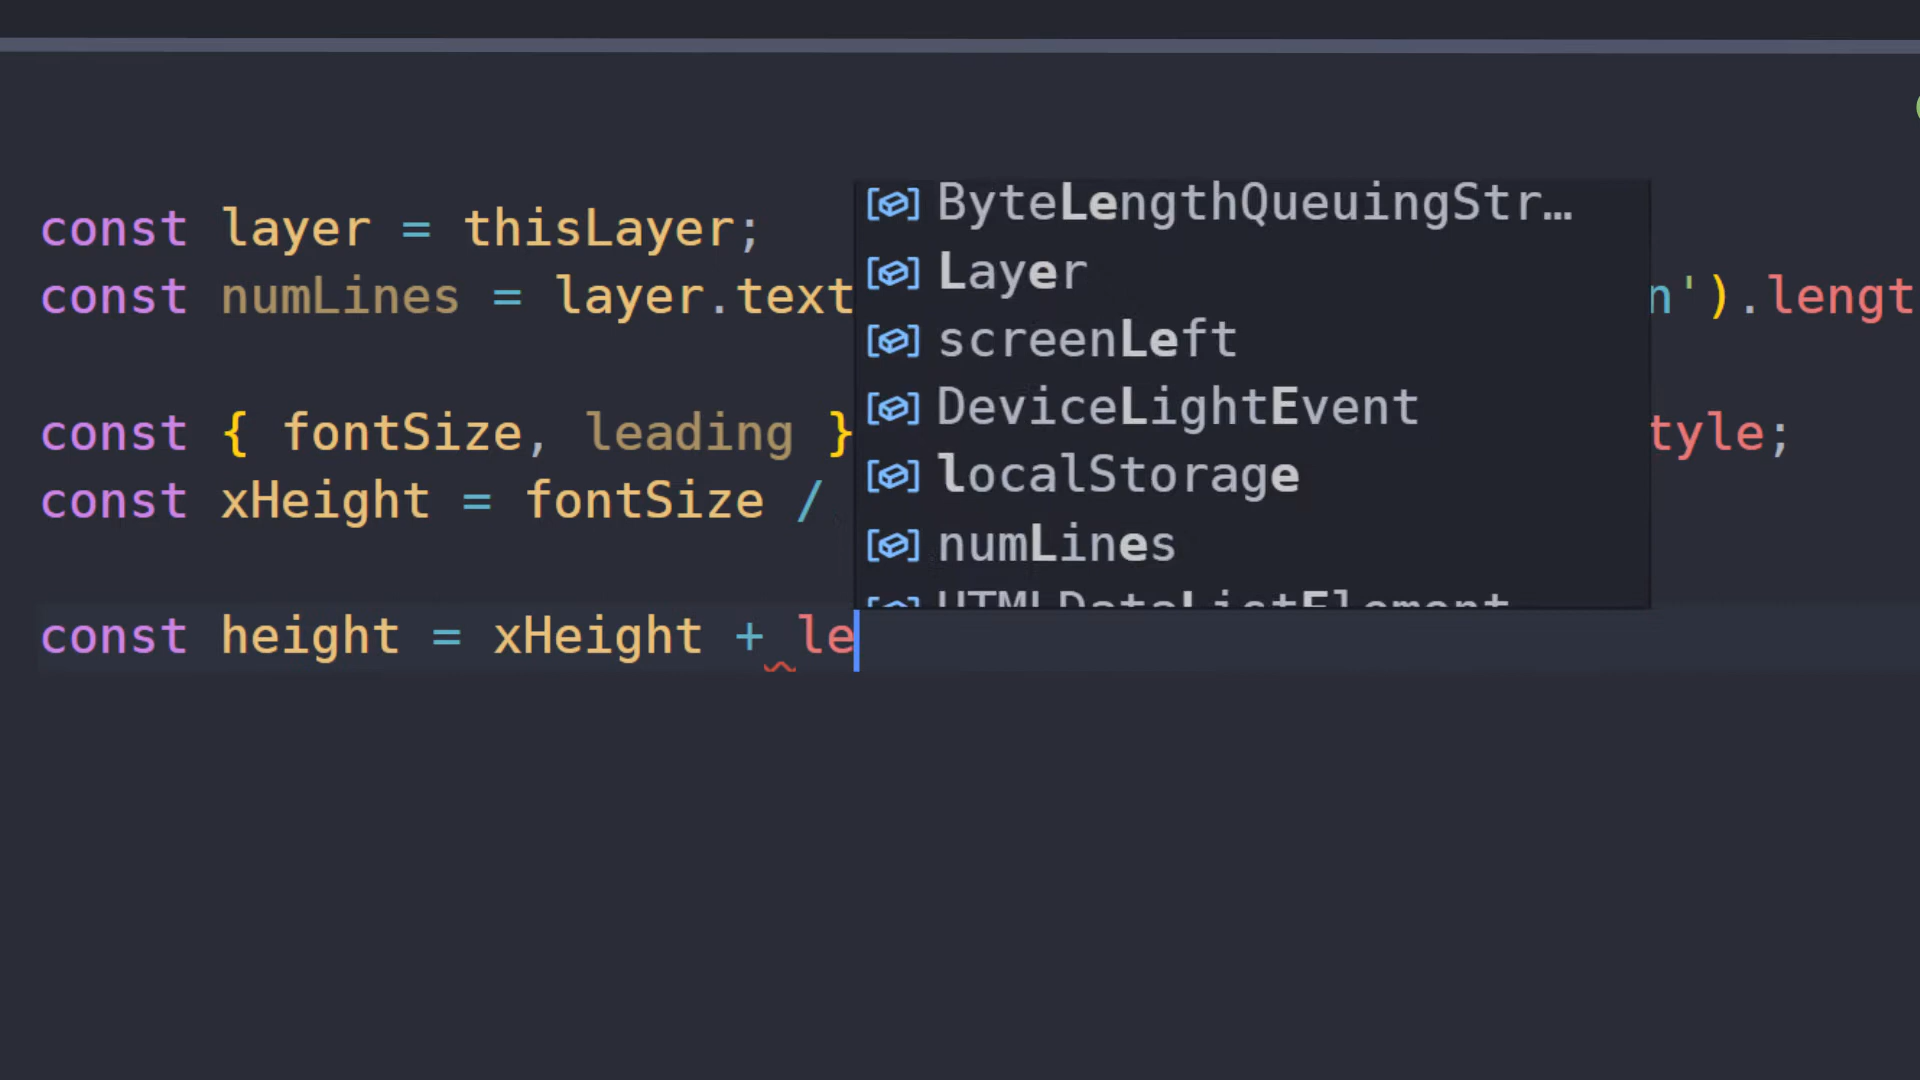 const layer = thisLayer;
const numLines = layer.text n').lengt
const { fontSize, leading } tyle;
const xHeight = fontSize /
const height = xHeight + le
ByteLengthQueuingStr…
Layer
screenLeft
DeviceLightEvent
localStorage
numLines
HTMLDataListElement